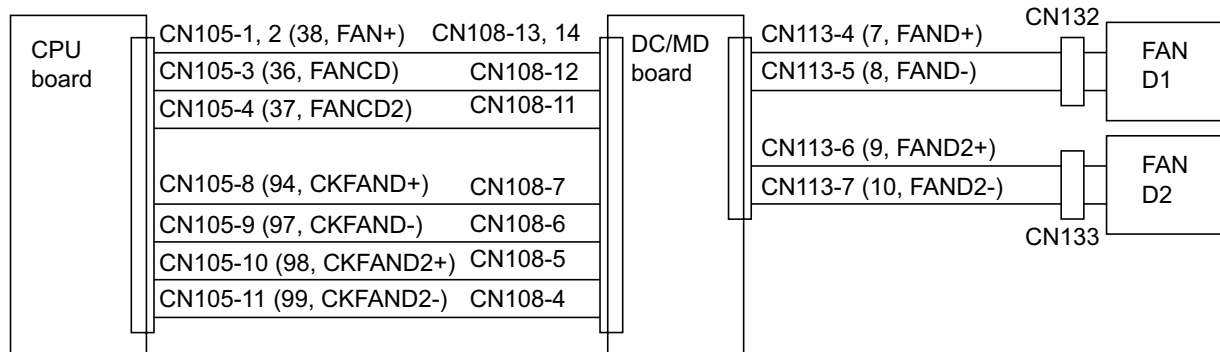 CPU
board
CN105-1, 2 (38, FAN+) CN108-13, 14
CN105-3 (36, FANCD) CN108-12
CN105-4 (37, FANCD2) CN108-11
CN105-8 (94, CKFAND+) CN108-7
CN105-9 (97, CKFAND-) CN108-6
CN105-10 (98, CKFAND2+) CN108-5
CN105-11 (99, CKFAND2-) CN108-4
DC/MD
board
CN113-4 (7, FAND+)
CN113-5 (8, FAND-)
CN132
FAN
D1
CN113-6 (9, FAND2+)
CN113-7 (10, FAND2-)
CN133
FAN
D2